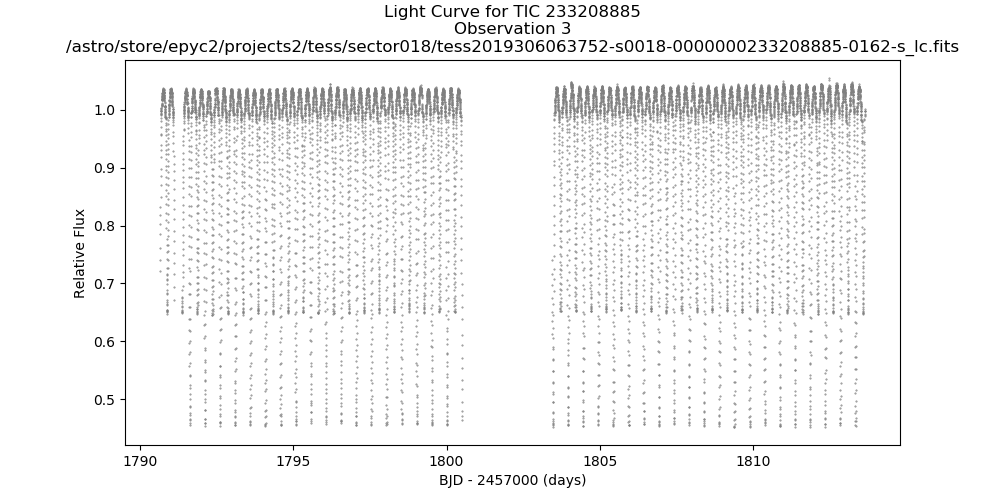 Light Curve for TIC 233208885
Observation 3
/astro/store/epyc2/projects2/tess/sector018/tess2019306063752-s0018-0000000233208885-0162-s_lc.fits
1.0
0.9
0.8
0.7
0.6
0.5
Relative Flux
1790
1795
1800
1805
1810
BJD - 2457000 (days)